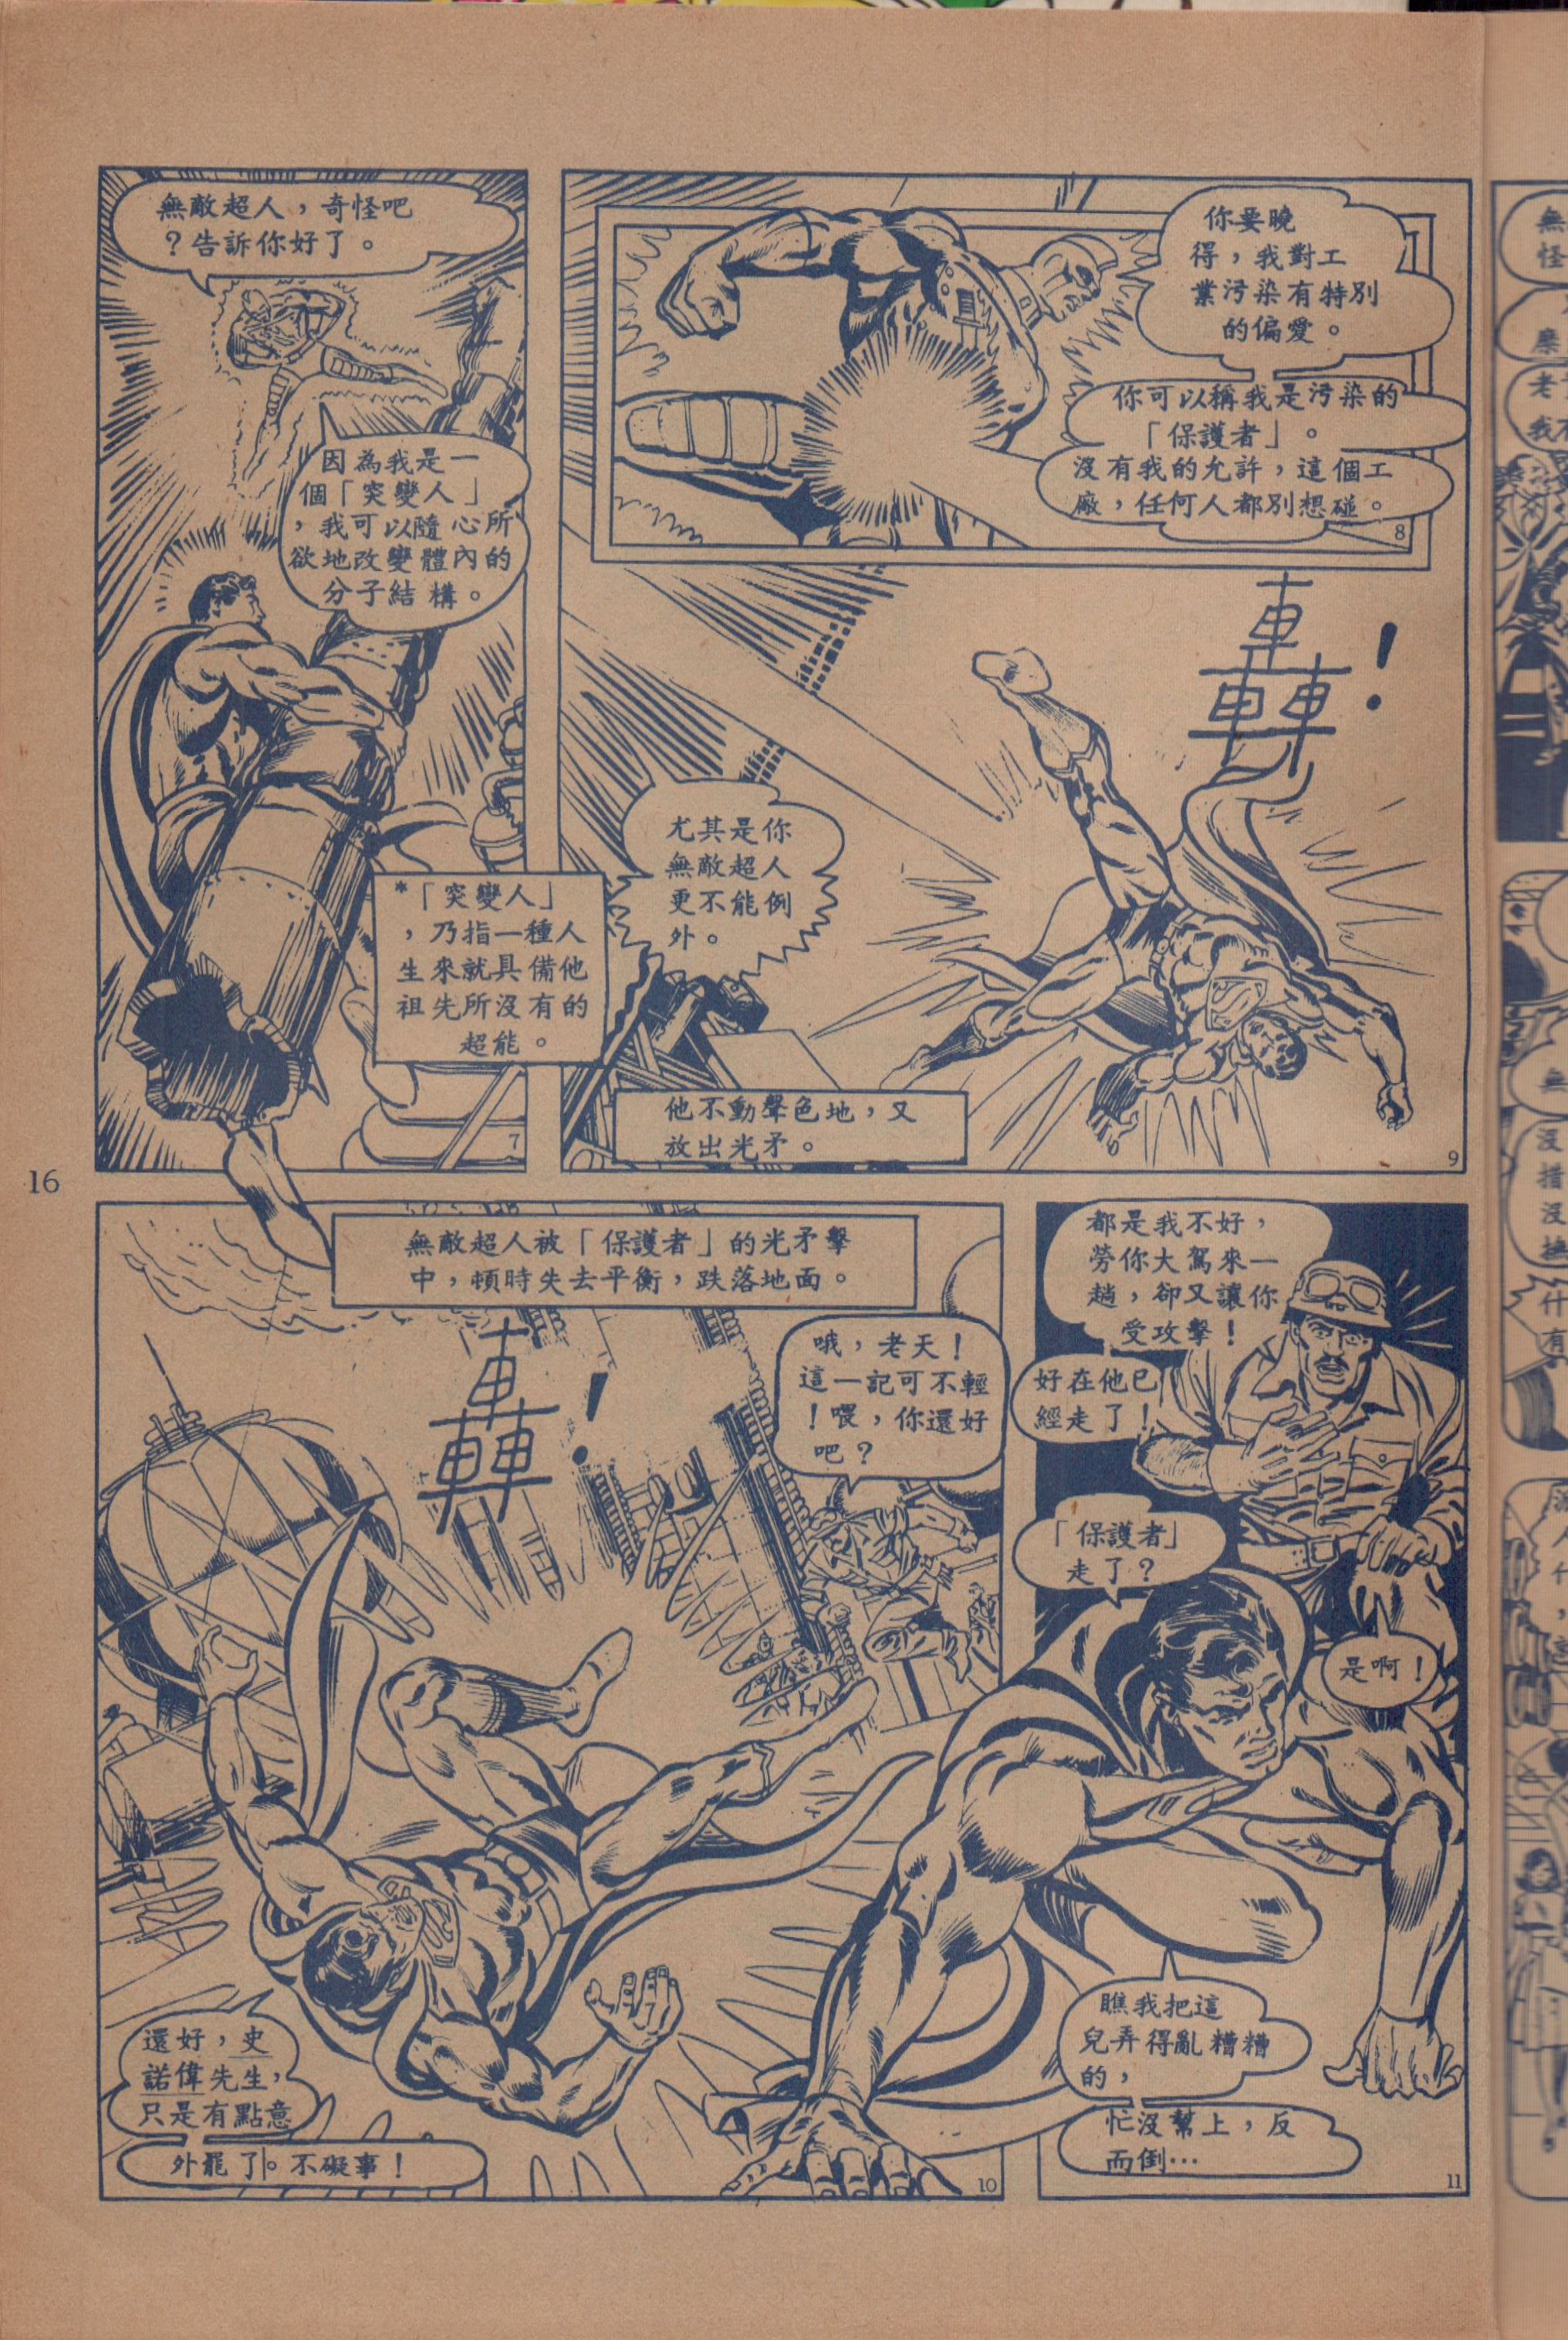 無敵超人，奇怪吧
？告訴你好了。
因為我是一
個「突變人」
，我可以隨心所
欲地改變體內的
分子結構。
*「突變人」
，乃指一種人
生來就具備他
祖先所沒有的
超能。
7
你要曉
得，我對工
業汚染有特別
的偏愛。
你可以稱我是汚染的
「保護者」。
沒有我的允許，這個工
廠，任何人都別想碰。
8
轟！
尤其是你
無敵超人
更不能例
外。
他不動聲色地，又
放出光矛。
9
16
無敵超人被「保護者」的光矛擊
中，頓時失去平衡，跌落地面。
轟！
哦，老天！
這一記可不輕
！喂，你還好
吧？
還好，史
諾偉先生，
只是有點意
外罷了。不礙事！
10
都是我不好，
勞你大駕來一
趟，卻又讓你
受攻擊！
好在他已
經走了！
「保護者」
走了？
是啊！
瞧我把這
兒弄得亂糟糟
的，
忙沒幫上，反
而倒…
11
無
怪
老
我
無
沒
措
沒
什
有